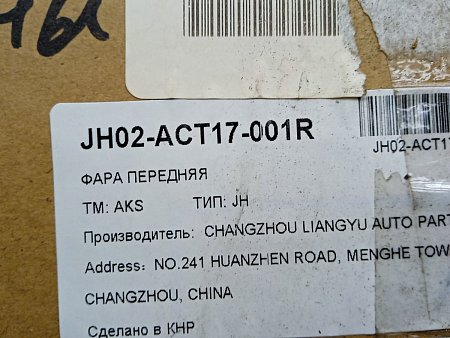 JH02-ACT17-001R
JH02-ACT17
ФАРА ПЕРЕДНЯЯ
TM: AKS ТИП: JH
Производитель: CHANGZHOU LIANGYU AUTO PART
Address: NO.241 HUANZHEN ROAD, MENGHE TOW
CHANGZHOU, CHINA
Сделано в КНР